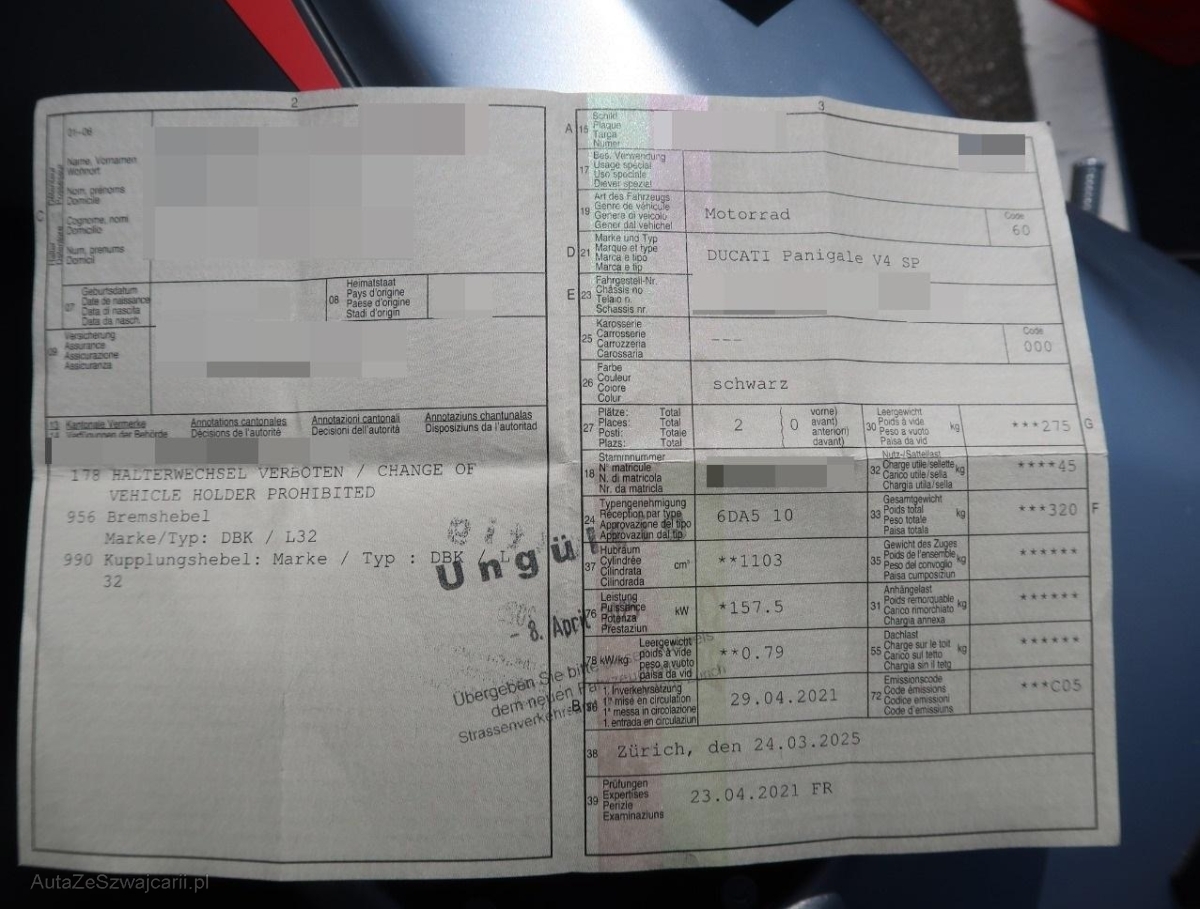 2
01-06
C
Name, Vornamen
Wohnort
Nom, prénoms
Domicile
Cognome, nomi
Domicilio
Num, prenums
Domicil
07
Geburtsdatum
Date de naissance
Data di nascita
Data da nasch.
08
Heimatstaat
Pays d'origine
Paese d'origine
Stadi d'origin
09
Versicherung
Assurance
Assicurazione
Assicuranza
13
14
Kantonale Vermerke
Verfügungen der Behörde
Annotations cantonales
Décisions de l'autorité
Annotazioni cantonali
Decisioni dell'autorità
Annotaziuns chantunalas
Disposiziuns da l'autoritad
178 HALTERWECHSEL VERBOTEN / CHANGE OF
VEHICLE HOLDER PROHIBITED
956 Bremshebel
Marke/Typ: DBK / L32
990 Kupplungshebel: Marke / Typ : DBK / L
32
Ungült
- 8. April
Übergeben Sie bitte
dem neuen
Strassenverkehrs
3
A 15
Schild
Plaque
Targa
Numer
17
Bes. Verwendung
Usage spécial
Uso speciale
Diever spezial
19
Art des Fahrzeugs
Genre de véhicule
Genere di veicolo
Gener dal vehichel
Motorrad
Code
60
D 21
Marke und Typ
Marque et type
Marca e tipo
Marca e tip
DUCATI Panigale V4 SP
E 23
Fahrgestell-Nr.
Châssis no
Telaio n.
Schassis nr.
25
Karosserie
Carrosserie
Carrozzeria
Carossaria
---
Code
000
26
Farbe
Couleur
Colore
Colur
schwarz
27
Plätze: Total
Places: Total
Posti: Totale
Plazs: Total
2
0
vorne)
avant)
anteriori)
davant)
30
Leergewicht
Poids à vide
Peso a vuoto
Paisa da vid
kg
***275
G
18
Stammnummer
N° matricule
N. di matricola
Nr. da matricla
32
Nutz-/Sattellast
Charge utile/sellette
Carico utile/sella
Chargia utila/sella
kg
****45
24
Typengenehmigung
Réception par type
Approvazione del tipo
Approvaziun dal tip
6DA5 10
33
Gesamtgewicht
Poids total
Peso totale
Paisa totala
kg
***320
F
37
Hubraum
Cylindrée
Cilindrata
Cilindrada
cm³
**1103
35
Gewicht des Zuges
Poids de l'ensemble
Peso del convoglio
Paisa cumposiziun
kg
******
76
Leistung
Puissance
Potenza
Prestaziun
kW
*157.5
31
Anhängelast
Poids remorquable
Carico rimorchiato
Chargia annexa
kg
******
78 kW/kg
Leergewicht
poids à vide
peso a vuoto
paisa da vid
**0.79
55
Dachlast
Charge sur le toit
Carico sul tetto
Chargia sin il tetg
kg
******
B 36
1. Inverkehrsetzung
1re mise en circulation
1a messa in circolazione
1. entrada en circulaziun
29.04.2021
72
Emissionscode
Code émissions
Codice emissioni
Code d'emissiuns
***C05
38
Zürich, den 24.03.2025
39
Prüfungen
Expertises
Perizie
Examinaziuns
23.04.2021 FR
AutaZeSzwajcarii.pl